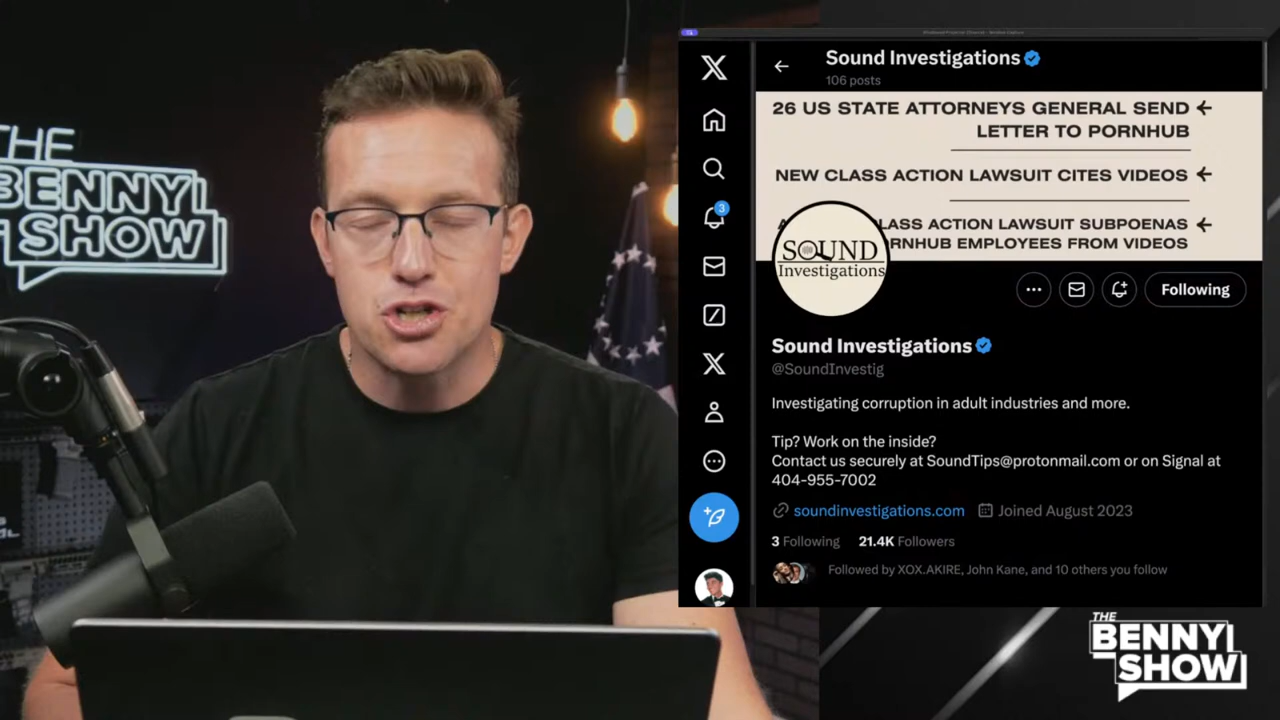 THE
BENNY
SHOW
Sound Investigations
106 posts
26 US STATE ATTORNEYS GENERAL SEND
LETTER TO PORNHUB
NEW CLASS ACTION LAWSUIT CITES VIDEOS
LASS ACTION LAWSUIT SUBPOENAS
RNHUB EMPLOYEES FROM VIDEOS
SOUND
Investigations
3
Following
Sound Investigations
@SoundInvestig
Investigating corruption in adult industries and more.
Tip? Work on the inside?
Contact us securely at SoundTips@protonmail.com or on Signal at
404-955-7002
soundinvestigations.com Joined August 2023
3 Following 21.4K Followers
Followed by XOX.AKIRE, John Kane, and 10 others you follow
THE
BENNY
SHOW